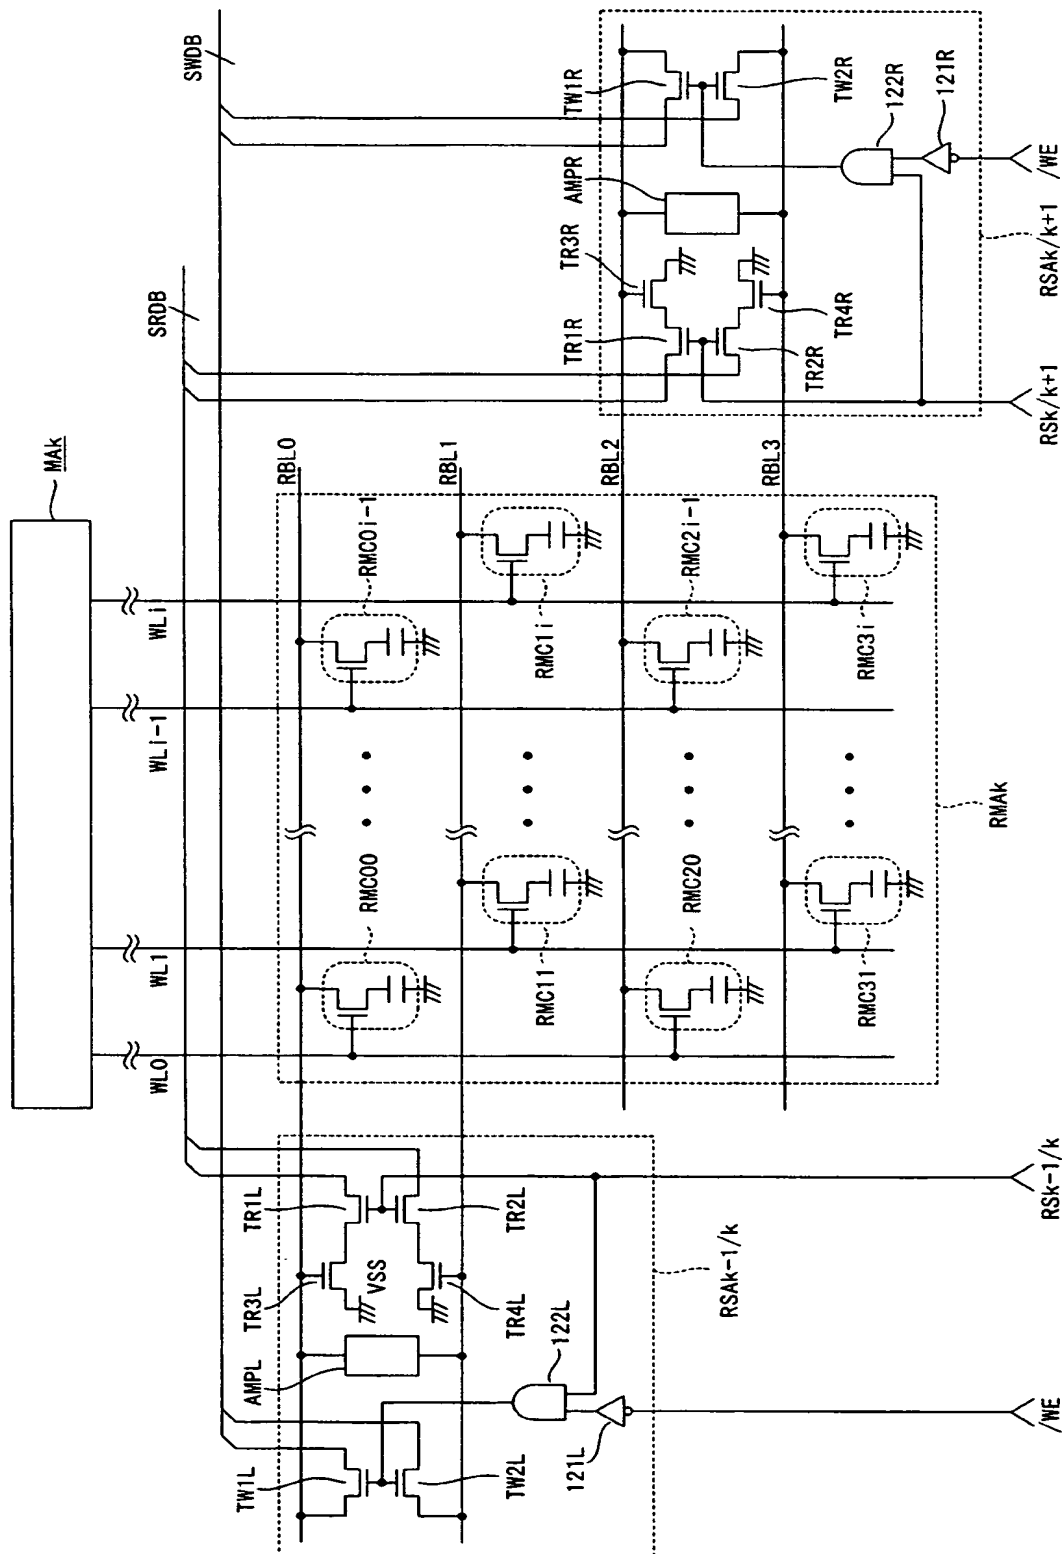 MAk
SWDB
SRDB
WL0
WL1
WLi-1
WLi
RBL0
RBL1
RBL2
RBL3
RMC00
RMC0i-1
RMC11
RMC1i
RMC20
RMC2i-1
RMC31
RMC3i
RMAk
TW1L
TW2L
AMPL
TR3L
TR1L
VSS
TR4L
TR2L
122L
121L
RSAk-1/k
/WE
RSk-1/k
TR1R
TR3R
AMPR
TW1R
TR2R
TR4R
TW2R
122R
121R
RSk/k+1
RSAk/k+1
/WE